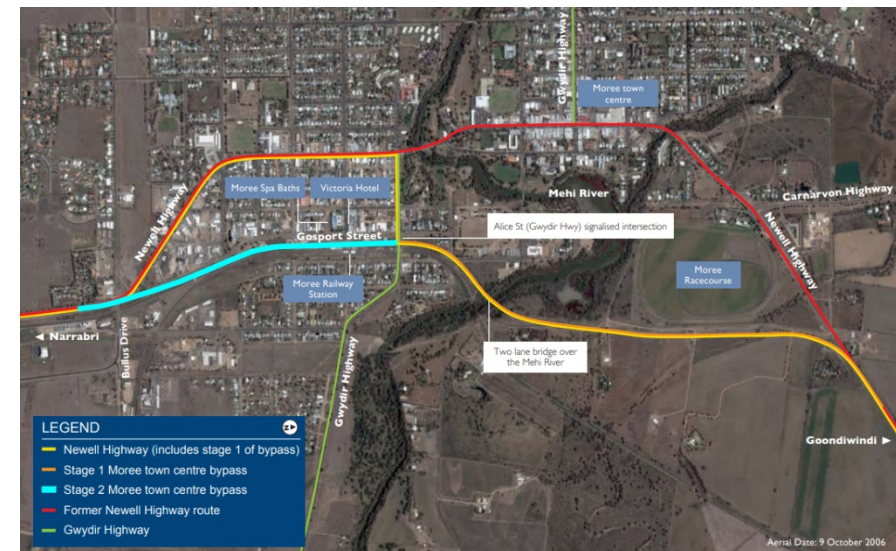 Gwydir Highway
Moree town
centre
Moree Spa Baths
Victoria Hotel
Mehi River
Carnarvon Highway
Newell Highway
Alice St (Gwydir Hwy) signalised intersection
Gosport Street
Newell Highway
Moree
Racecourse
Moree Railway
Station
Narrabri
Bullus Drive
Gwydir Highway
Two lane bridge over
the Mehi River
Goondiwindi
LEGEND
Z
Newell Highway (includes stage 1 of bypass)
Stage 1 Moree town centre bypass
Stage 2 Moree town centre bypass
Former Newell Highway route
Gwydir Highway
Aerial Date: 9 October 2006